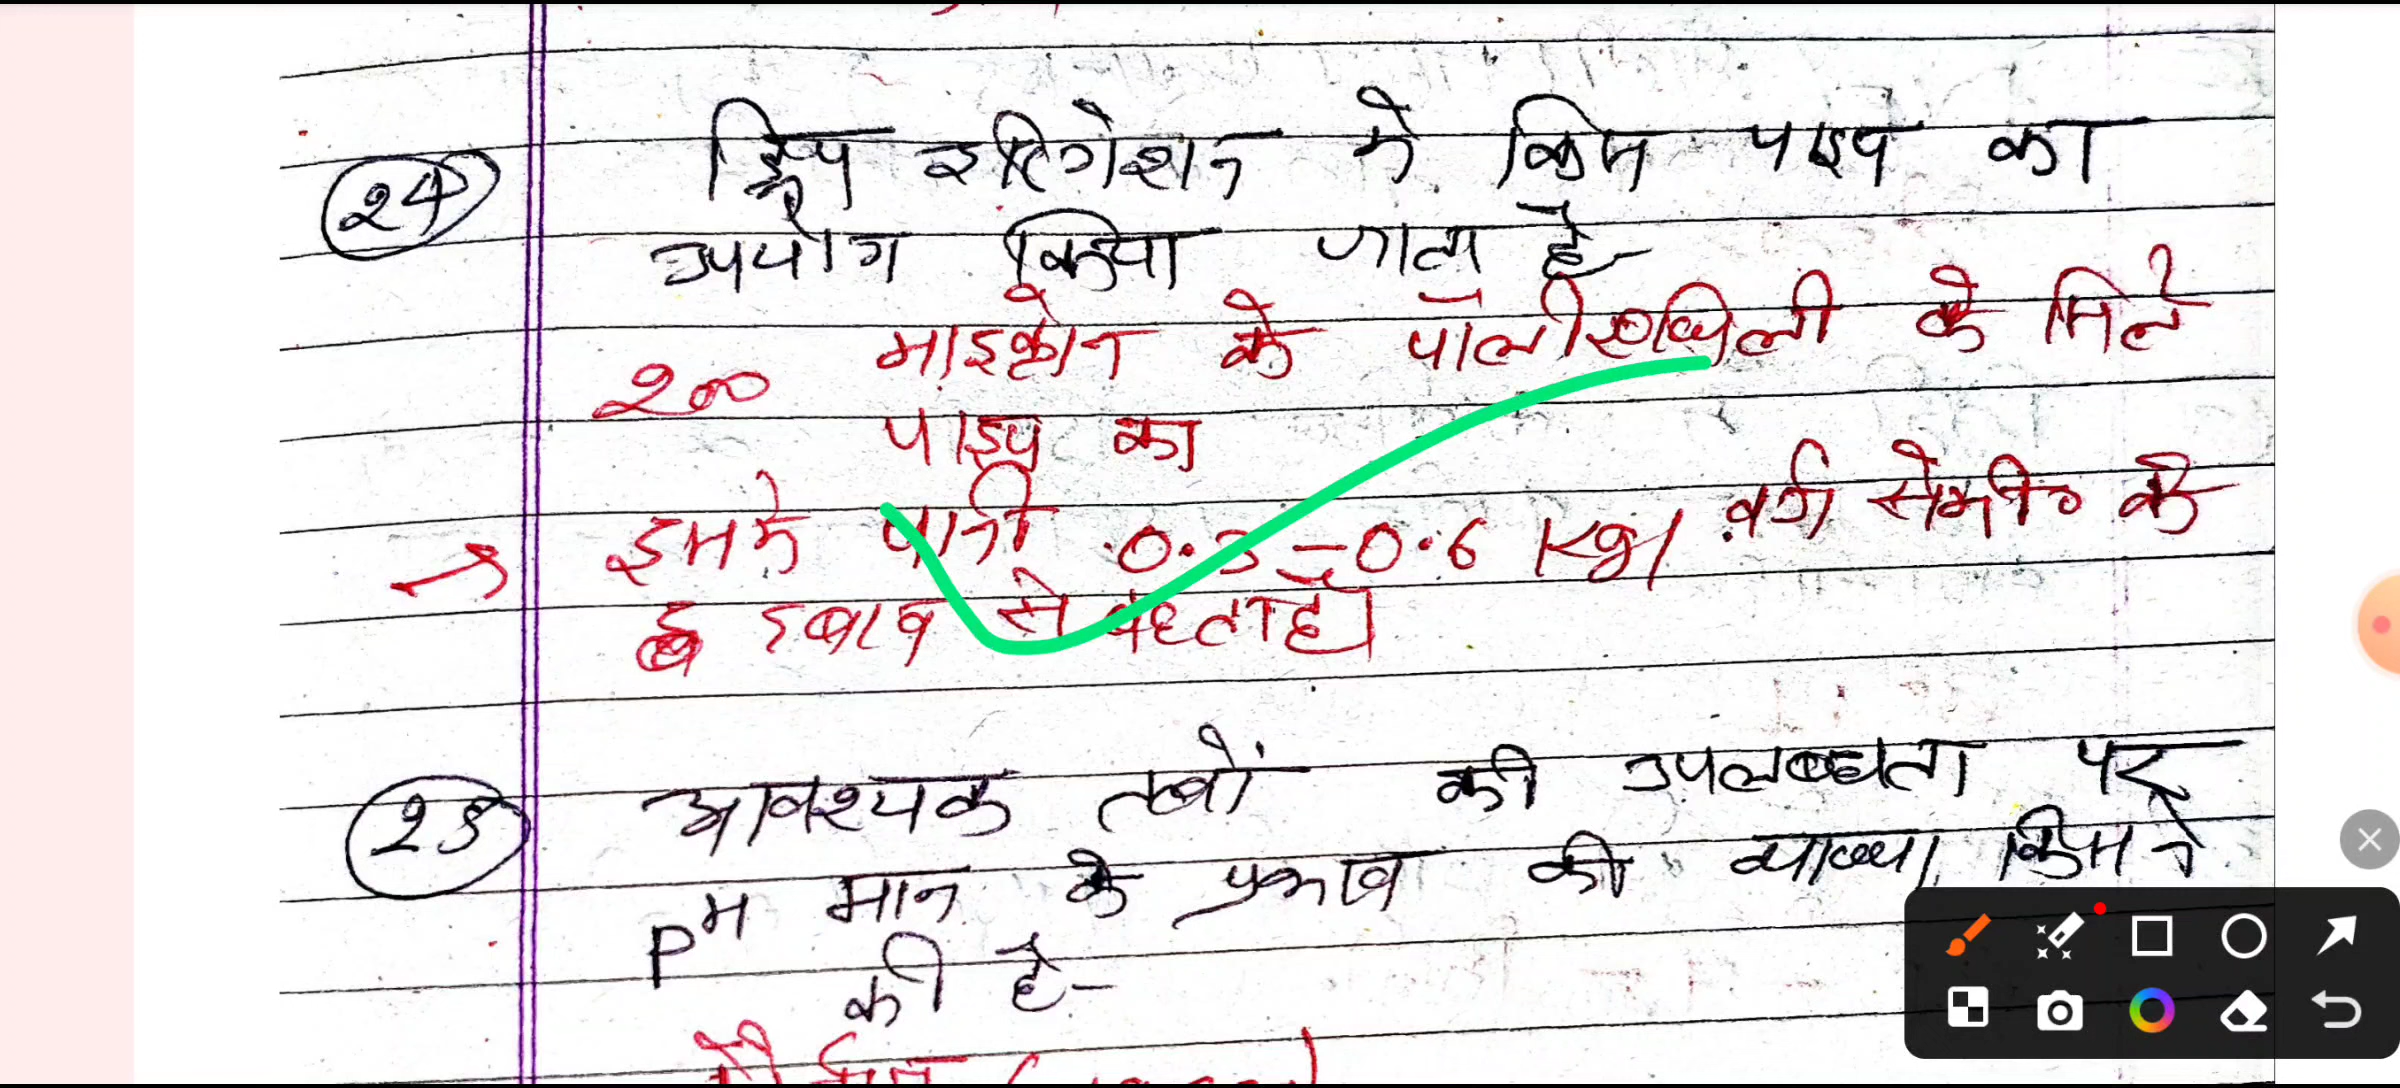 24 ड्रिप इरिगेशन मे किस पाइप का
उपयोग किया जाता है-
200 माइक्रोन के पॉलीएथिली के सिले
पाइप का
→ इसमे पानी 0.3-0.6 Kg/ वर्ग सेमी० के
दबाव से बहता है।
25 आवश्यक तत्वों की उपलब्धता पर
PH मान के प्रभाव की व्याख्या किसने
की है-